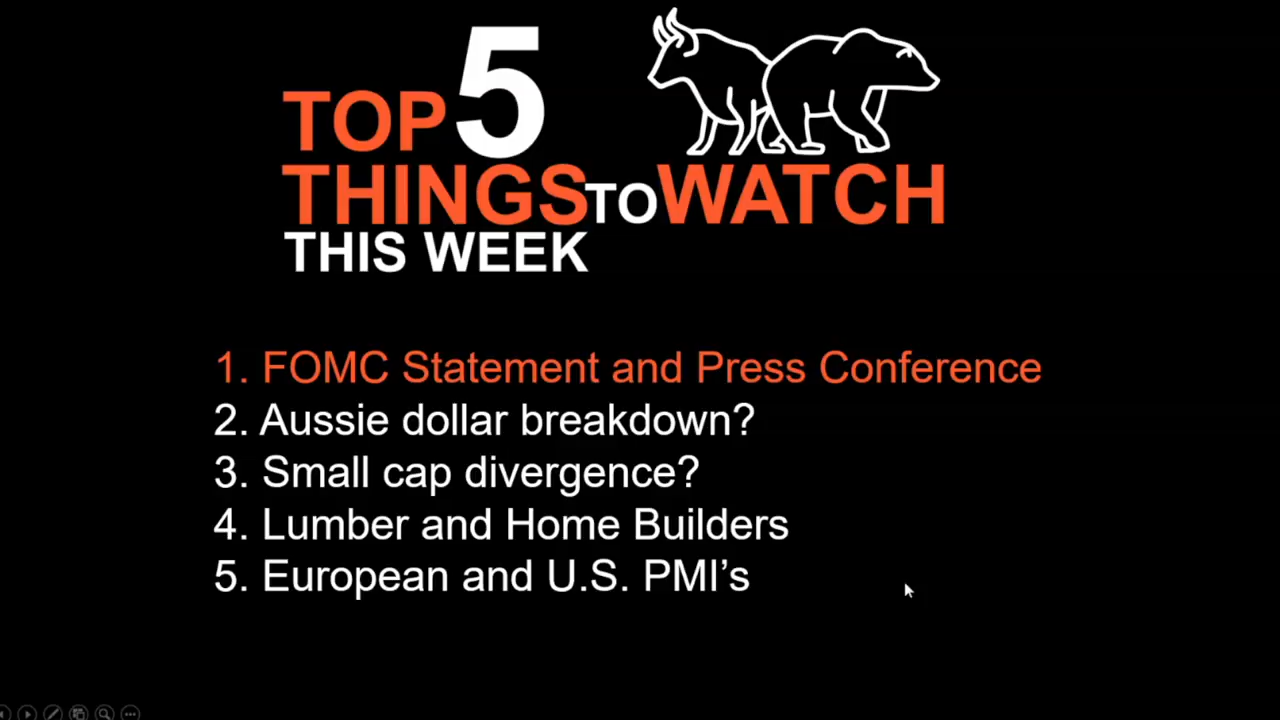 TOP 5
THINGS TO WATCH
THIS WEEK
1. FOMC Statement and Press Conference
2. Aussie dollar breakdown?
3. Small cap divergence?
4. Lumber and Home Builders
5. European and U.S. PMI’s